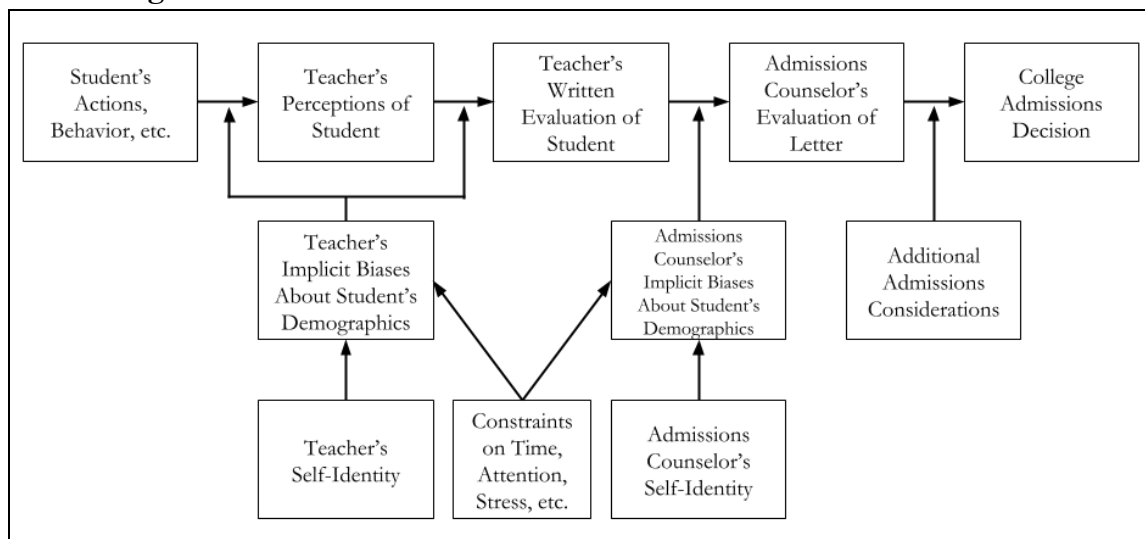 Student's
Actions,
Behavior, etc.
Teacher's
Perceptions of
Student
Teacher's
Written
Evaluation of
Student
Admissions
Counselor's
Evaluation of
Letter
College
Admissions
Decision
Teacher's
Implicit Biases
About Student's
Demographics
Admissions
Counselor's
Implicit Biases
About Student's
Demographics
Additional
Admissions
Considerations
Teacher's
Self-Identity
Constraints
on Time,
Attention,
Stress, etc.
Admissions
Counselor's
Self-Identity